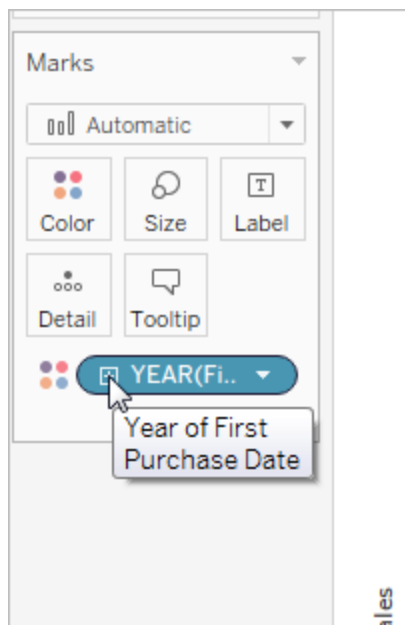 Marks
Automatic
Color Size Label
Detail Tooltip
YEAR(Fi..
Year of First
Purchase Date